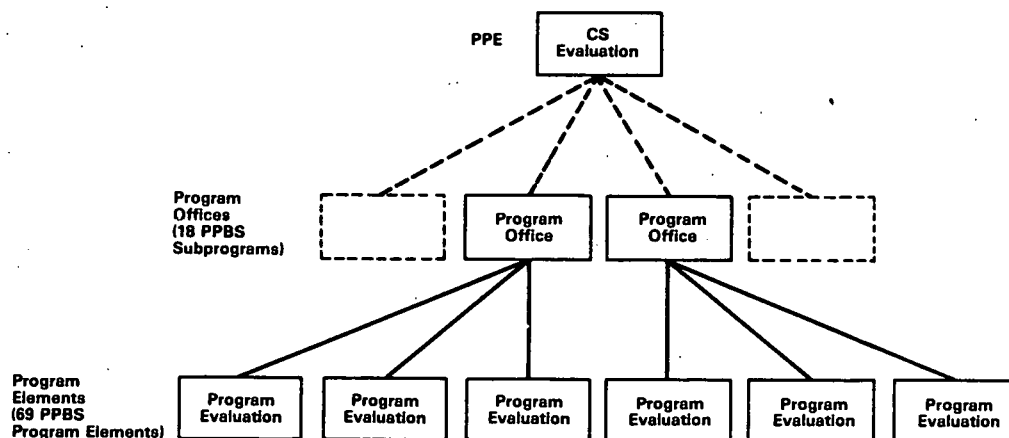 PPE
CS
Evaluation
Program
Offices
(18 PPBS
Subprograms)
Program
Office
Program
Office
Program
Elements
(69 PPBS
Program Elements)
Program
Evaluation
Program
Evaluation
Program
Evaluation
Program
Evaluation
Program
Evaluation
Program
Evaluation